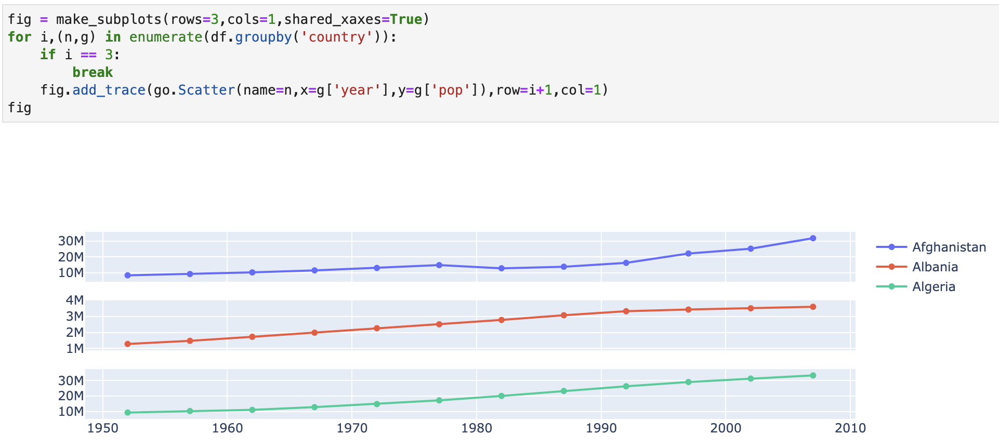 fig = make_subplots(rows=3,cols=1,shared_xaxes=True)
for i,(n,g) in enumerate(df.groupby('country')):
    if i == 3:
        break
    fig.add_trace(go.Scatter(name=n,x=g['year'],y=g['pop']),row=i+1,col=1)
fig
30M
20M
10M
Afghanistan
Albania
Algeria
4M
3M
2M
1M
30M
20M
10M
1950 1960 1970 1980 1990 2000 2010